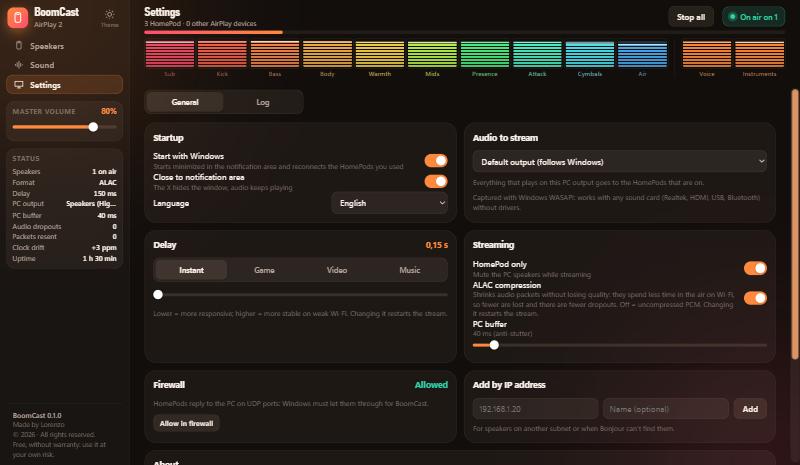 BoomCast
AirPlay 2
Theme
Speakers
Sound
Settings
MASTER VOLUME 80%
STATUS
Speakers 1 on air
Format ALAC
Delay 150 ms
PC output Speakers (Hig...
PC buffer 40 ms
Audio dropouts 0
Packets resent 0
Clock drift +3 ppm
Uptime 1 h 30 min
BoomCast 0.1.0
Made by Lorenzo
© 2026 · All rights reserved.
Free, without warranty: use it at
your own risk.
Settings
3 HomePod · 0 other AirPlay devices
Stop all
On air on 1
Sub Kick Bass Body Warmth Mids Presence Attack Cymbals Air Voice Instruments
General Log
Startup
Start with Windows
Starts minimized in the notification area and reconnects the HomePods you used
Close to notification area
The X hides the window, audio keeps playing
Language English
Audio to stream
Default output (follows Windows)
Everything that plays on this PC output goes to the HomePods that are on.
Captured with Windows WASAPI: works with any sound card (Realtek, HDMI, USB, Bluetooth)
without drivers.
Delay 0,15 s
Instant Game Video Music
Lower = more responsive; higher = more stable on weak Wi-Fi. Changing it restarts the stream.
Streaming
HomePod only
Mute the PC speakers while streaming
ALAC compression
Shrinks audio packets without losing quality: they spend less time in the air on Wi-Fi,
so fewer are lost and there are fewer dropouts. Off = uncompressed PCM. Changing
it restarts the stream.
PC buffer
40 ms (anti-stutter)
Firewall Allowed
HomePods reply to the PC on UDP ports: Windows must let them through for BoomCast.
Allow in firewall
Add by IP address
192.168.1.20 Name (optional) Add
For speakers on another subnet or when Bonjour can't find them.
About